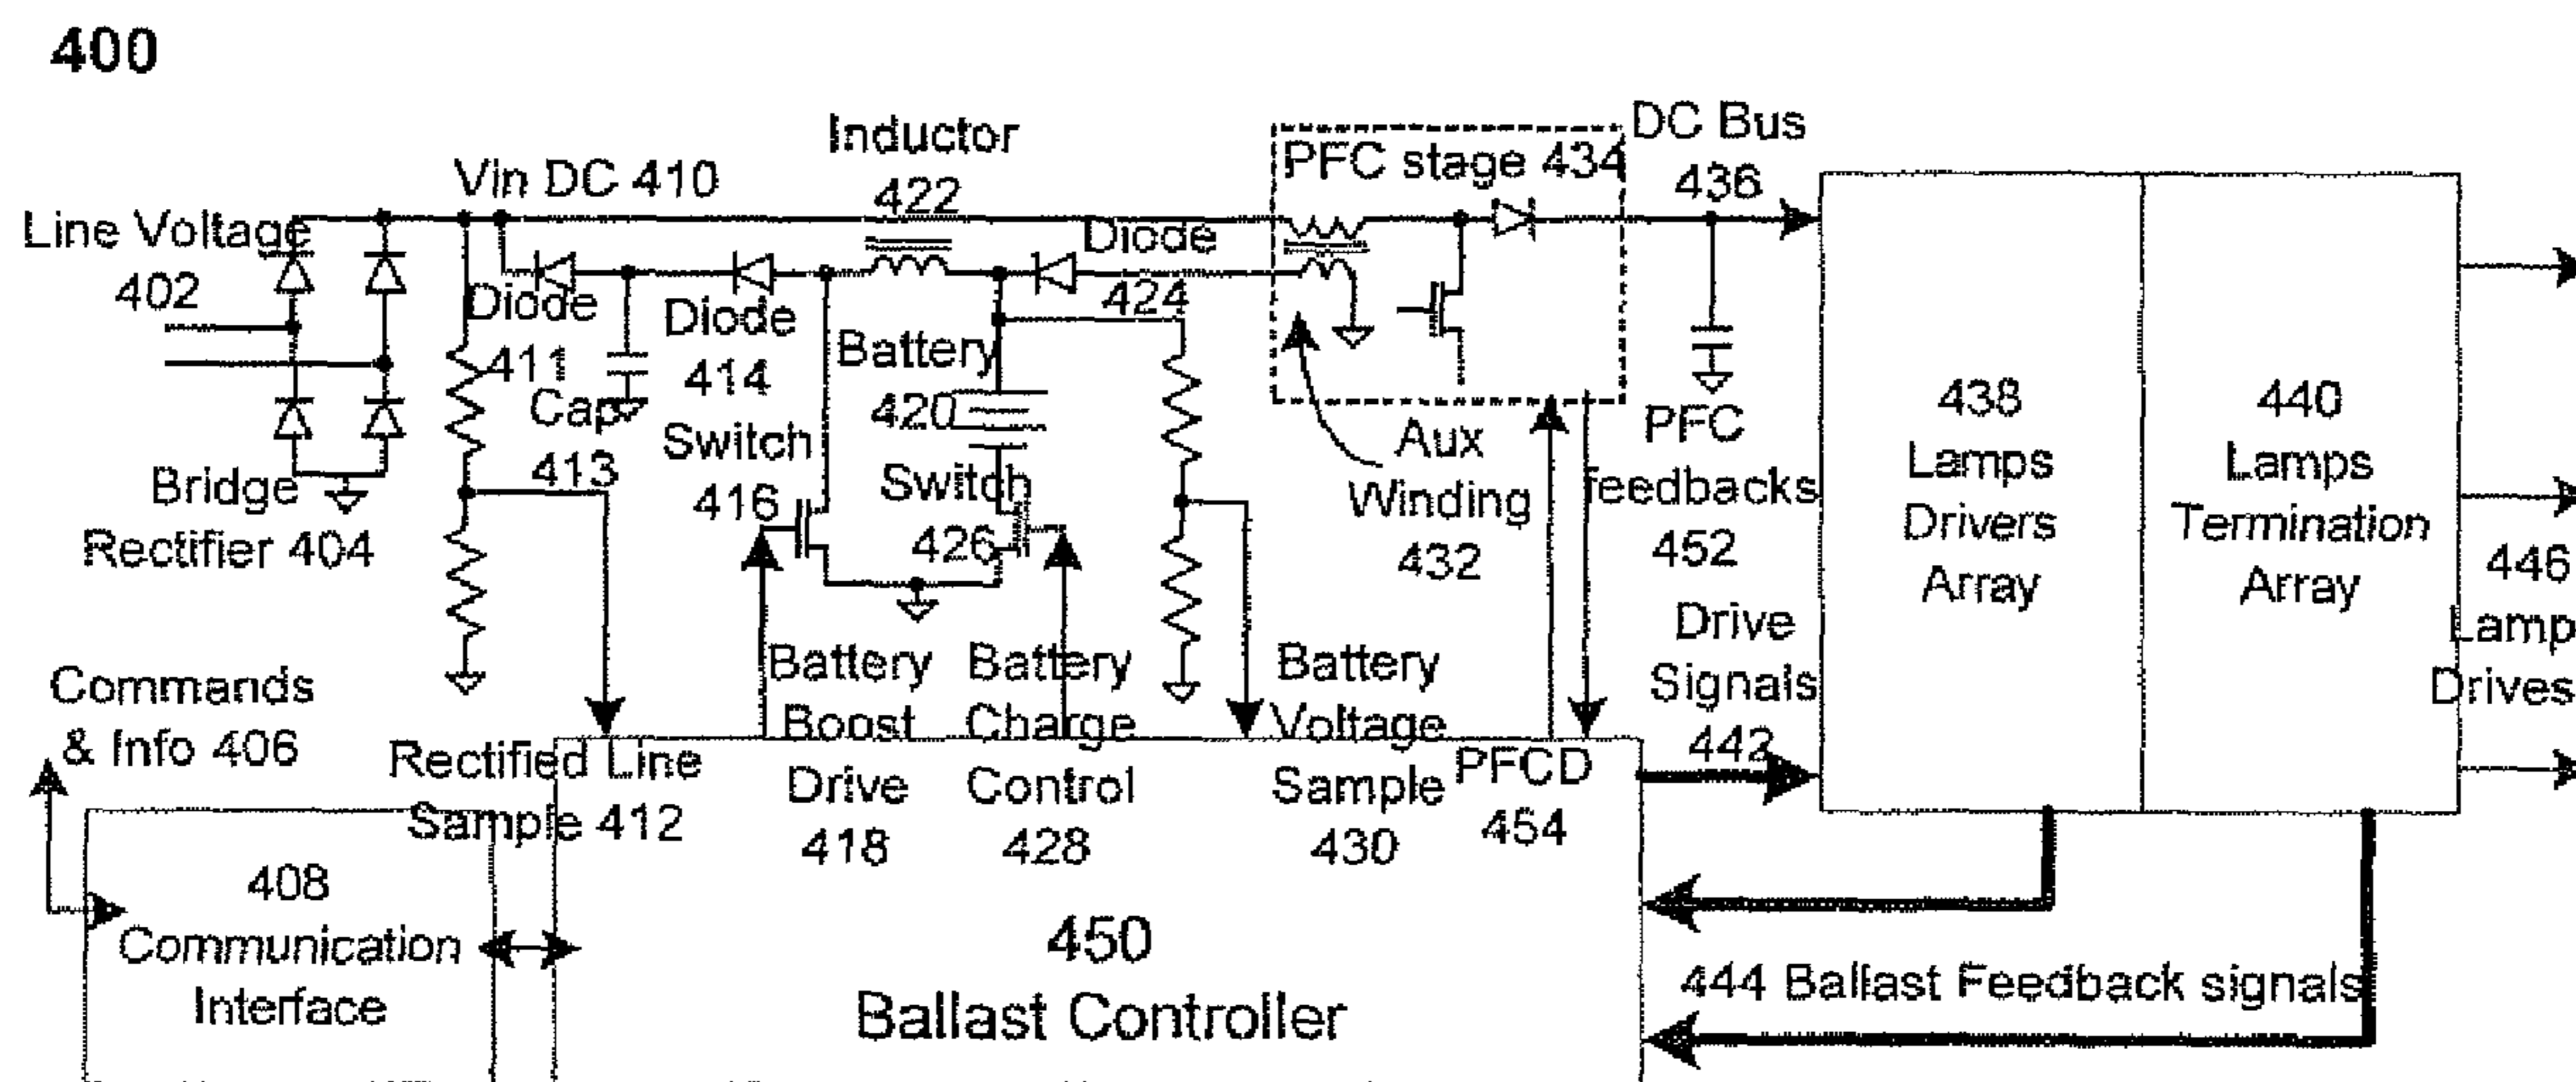 400
Line Voltage
402
Vin DC 410
Inductor
422
PFC stage 434
DC Bus
436
Diode
411
Cap
413
Diode
414
Battery
420
Diode
424
Switch
416
Switch
426
Bridge
Rectifier 404
Aux
Winding
432
PFC
feedbacks
452
438
Lamps
Drivers
Array
440
Lamps
Termination
Array
446
Lamp
Drives
Commands
& Info 406
Rectified Line
Sample 412
Battery
Boost
Drive
418
Battery
Charge
Control
428
Battery
Voltage
Sample
430
PFCD
454
Drive
Signals
442
408
Communication
Interface
450
Ballast Controller
444 Ballast Feedback signals